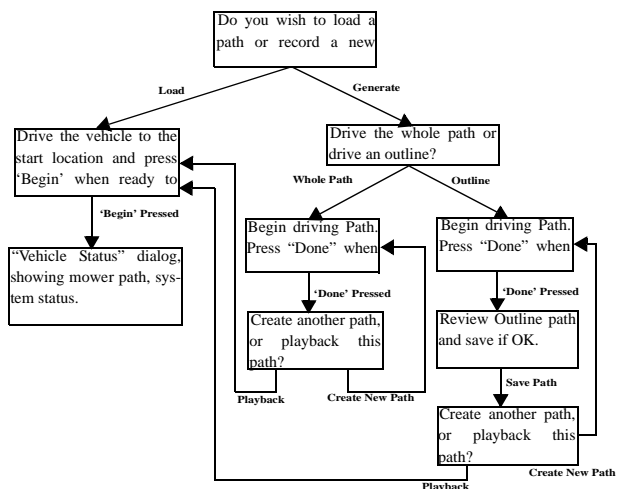 Do you wish to load a
path or record a new
Load
Generate
Drive the vehicle to the
start location and press
‘Begin’ when ready to
Drive the whole path or
drive an outline?
Whole Path
Outline
‘Begin’ Pressed
“Vehicle Status” dialog,
showing mower path, sys-
tem status.
Begin driving Path.
Press “Done” when
Begin driving Path.
Press “Done” when
‘Done’ Pressed
‘Done’ Pressed
Create another path,
or playback this
path?
Review Outline path
and save if OK.
Playback
Create New Path
Save Path
Create another path,
or playback this
path?
Create New Path
Playback